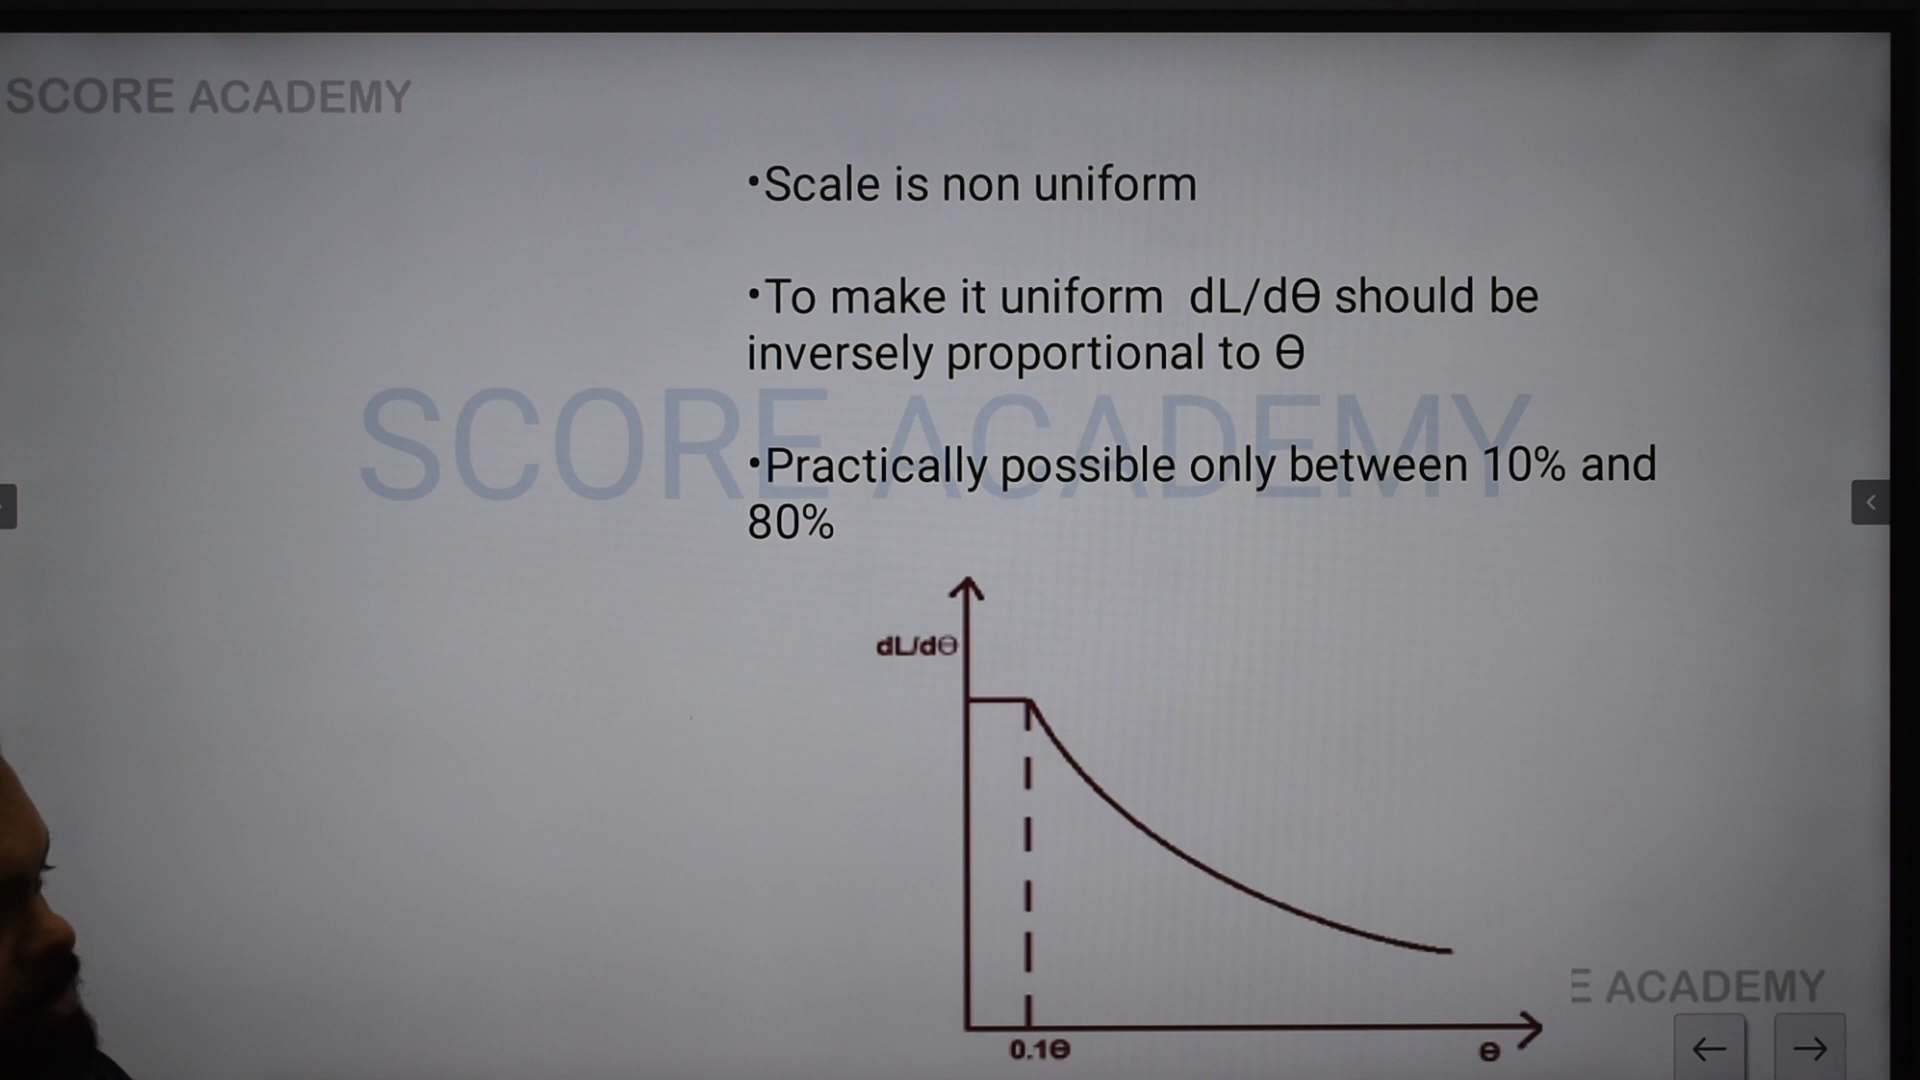 SCORE ACADEMY
•Scale is non uniform
•To make it uniform dL/dϴ should be
inversely proportional to ϴ
SCORE ACADEMY
•Practically possible only between 10% and
80%
dL/dϴ
E ACADEMY
0.1ϴ
ϴ